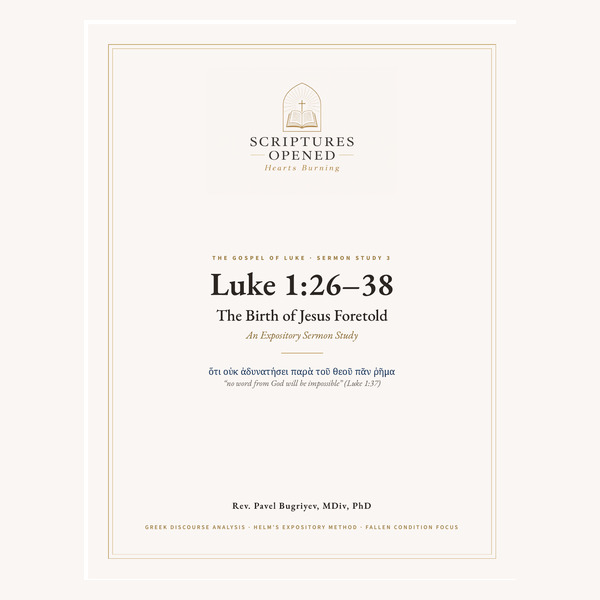 SCRIPTURES
OPENED
Hearts Burning
THE GOSPEL OF LUKE · SERMON STUDY 3
Luke 1:26–38
The Birth of Jesus Foretold
An Expository Sermon Study
ὅτι οὐκ ἀδυνατήσει παρὰ τοῦ θεοῦ πᾶν ῥῆμα
“no word from God will be impossible” (Luke 1:37)
Rev. Pavel Bugriyev, MDiv, PhD
GREEK DISCOURSE ANALYSIS · HELM’S EXPOSITORY METHOD · FALLEN CONDITION FOCUS